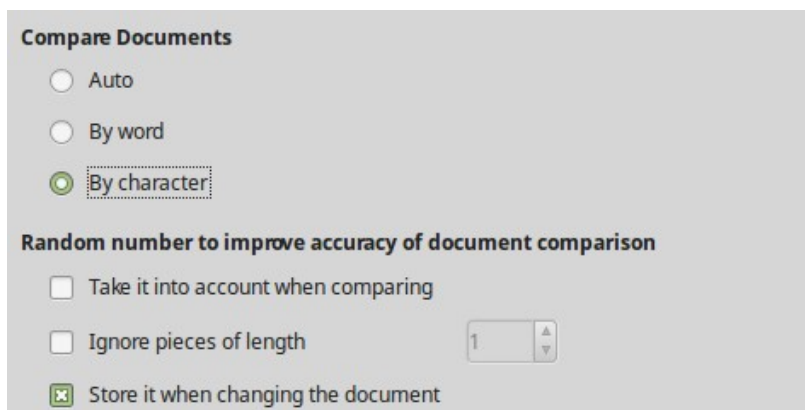 Compare Documents
Auto
By word
By character
Random number to improve accuracy of document comparison
Take it into account when comparing
Ignore pieces of length 1
Store it when changing the document